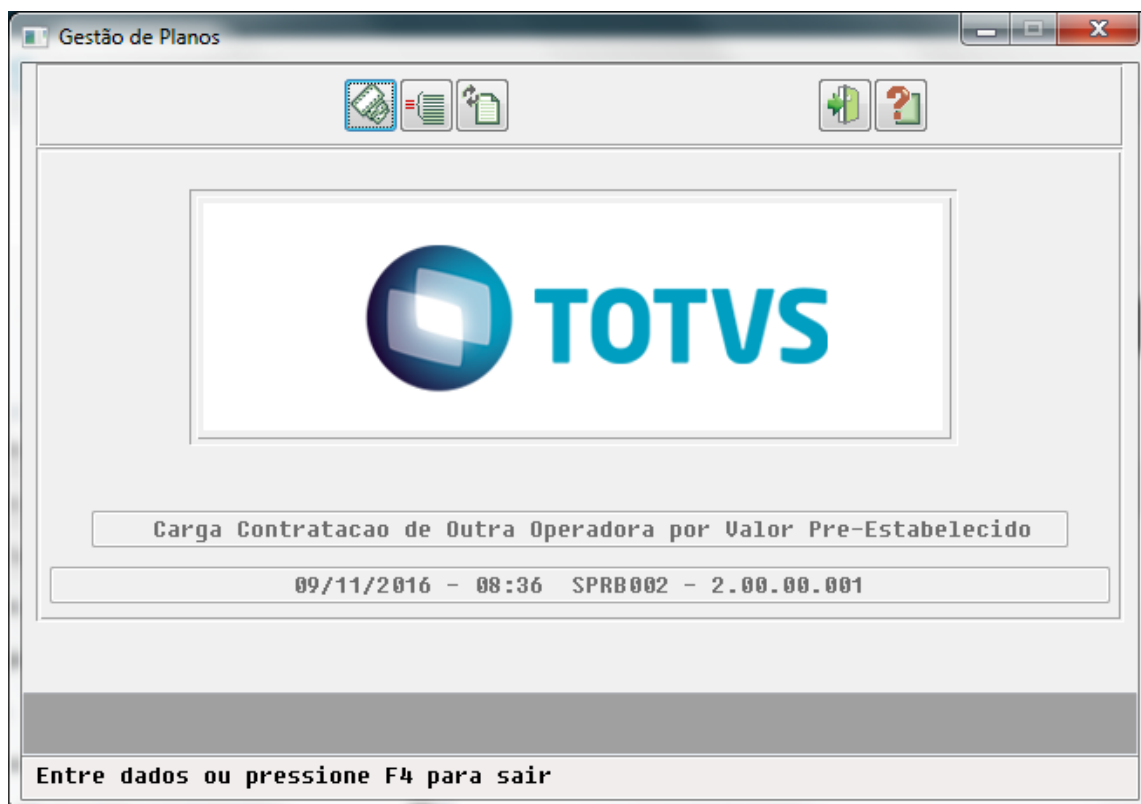 Gestão de Planos
TOTVS
Carga Contratacao de Outra Operadora por Valor Pre-Estabelecido
09/11/2016 - 08:36 SPRB002 - 2.00.00.001
Entre dados ou pressione F4 para sair